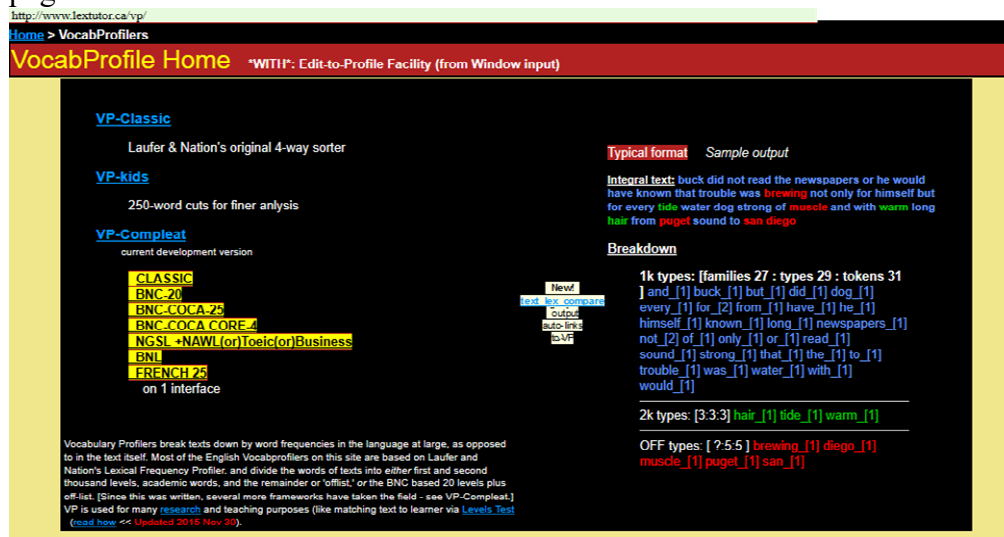 http://www.lextutor.ca/vp/
Home > VocabProfilers
VocabProfile Home *WITH*: Edit-to-Profile Facility (from Window input)
VP-Classic
Laufer & Nation's original 4-way sorter
VP-kids
250-word cuts for finer anlysis
VP-Compleat
current development version
CLASSIC
BNC-20
BNC-COCA-25
BNC-COCA CORE-4
NGSL +NAWL(or)Toeic(or)Business
BNL
FRENCH 25
on 1 interface
New!
text_lex_compare
output
auto-links
to-VP
Typical format Sample output
Integral text: buck did not read the newspapers or he would
have known that trouble was brewing not only for himself but
for every tide water dog strong of muscle and with warm long
hair from puget sound to san diego
Breakdown
1k types: [families 27 : types 29 : tokens 31
] and_[1] buck_[1] but_[1] did_[1] dog_[1]
every_[1] for_[2] from_[1] have_[1] he_[1]
himself_[1] known_[1] long_[1] newspapers_[1]
not_[2] of_[1] only_[1] or_[1] read_[1]
sound_[1] strong_[1] that_[1] the_[1] to_[1]
trouble_[1] was_[1] water_[1] with_[1]
would_[1]
2k types: [3:3:3] hair_[1] tide_[1] warm_[1]
OFF types: [ ?:5:5 ] brewing_[1] diego_[1]
muscle_[1] puget_[1] san_[1]
Vocabulary Profilers break texts down by word frequencies in the language at large, as opposed
to in the text itself. Most of the English Vocabprofilers on this site are based on Laufer and
Nation's Lexical Frequency Profiler, and divide the words of texts into either first and second
thousand levels, academic words, and the remainder or 'offlist,' or the BNC based 20 levels plus
off-list. [Since this was written, several more frameworks have taken the field - see VP-Compleat.]
VP is used for many research and teaching purposes (like matching text to learner via Levels Test
(read how << Updated 2015 Nov 30).